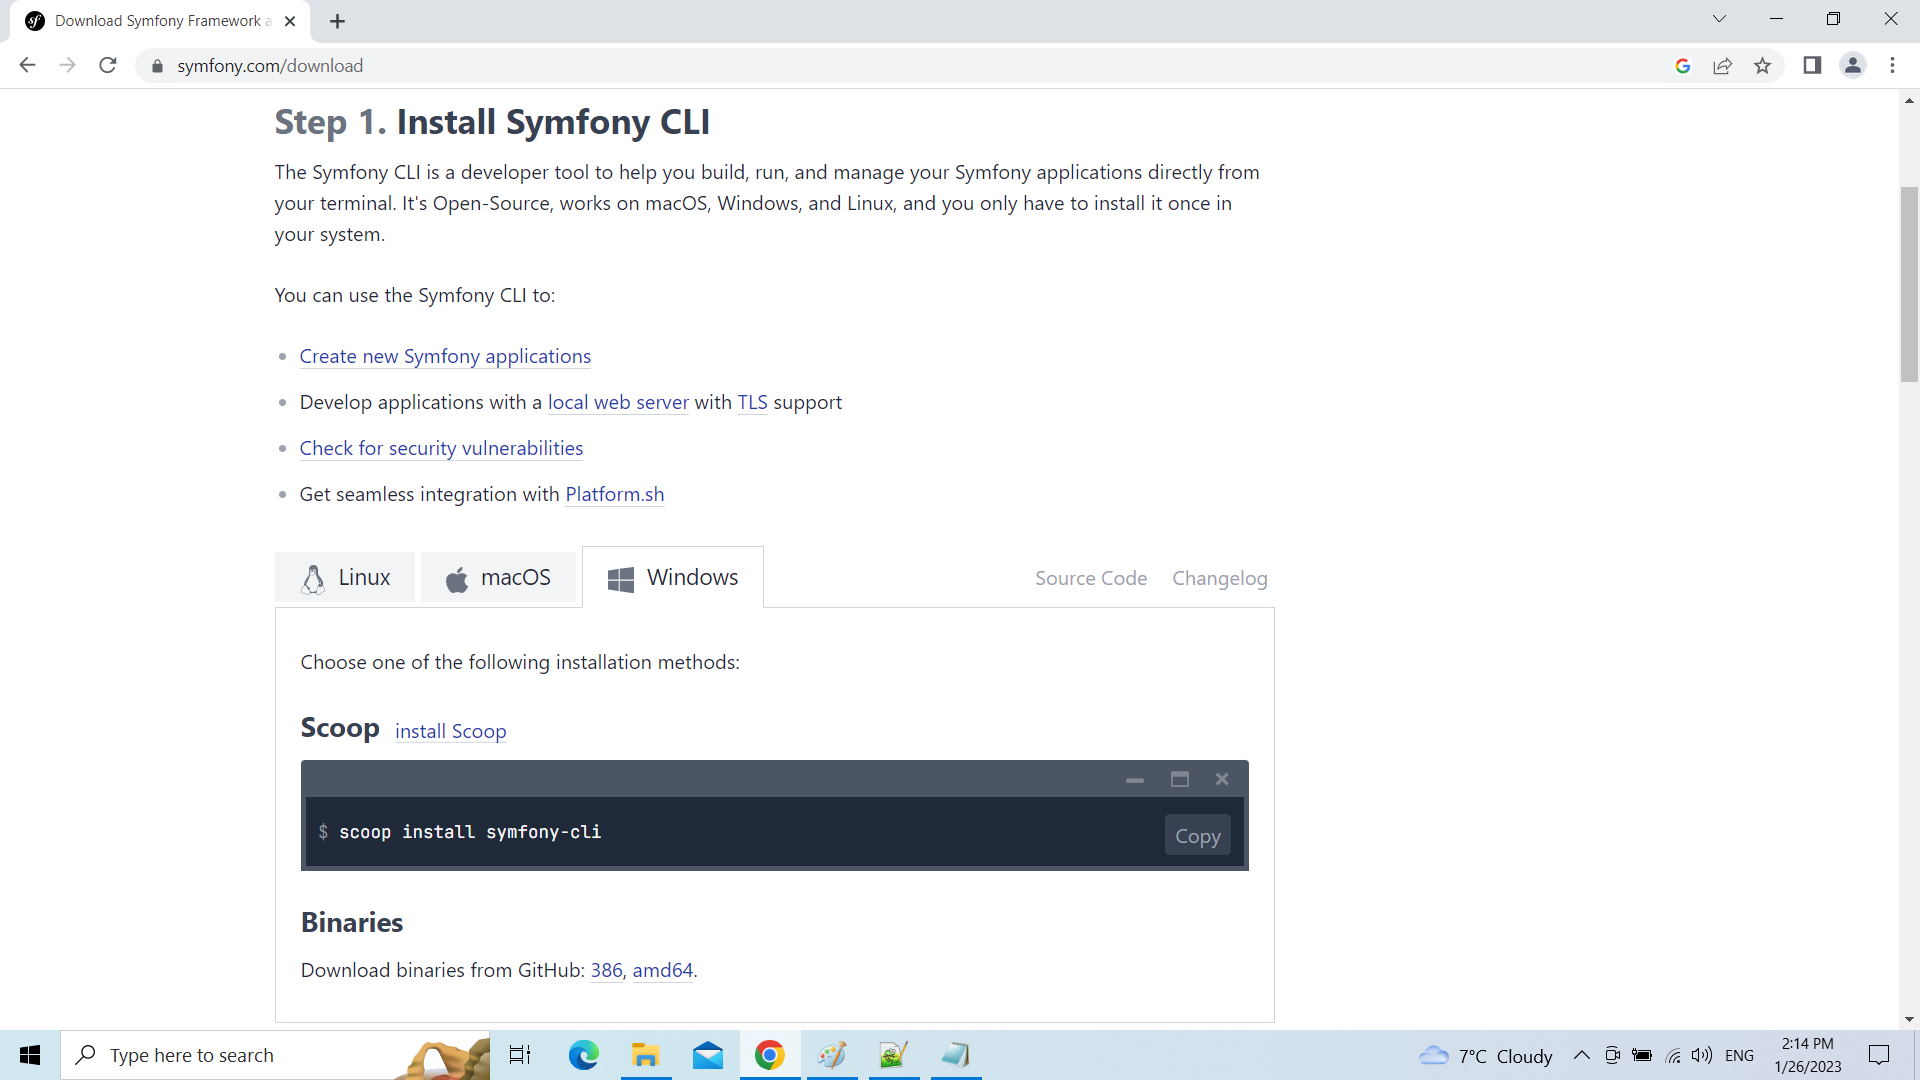 Download Symfony Framework a
symfony.com/download
Step 1. Install Symfony CLI
The Symfony CLI is a developer tool to help you build, run, and manage your Symfony applications directly from
your terminal. It's Open-Source, works on macOS, Windows, and Linux, and you only have to install it once in
your system.
You can use the Symfony CLI to:
Create new Symfony applications
Develop applications with a local web server with TLS support
Check for security vulnerabilities
Get seamless integration with Platform.sh
Linux macOS Windows Source Code Changelog
Choose one of the following installation methods:
Scoop install Scoop
$ scoop install symfony-cli Copy
Binaries
Download binaries from GitHub: 386, amd64.
Type here to search 7°C Cloudy ENG 2:14 PM
1/26/2023